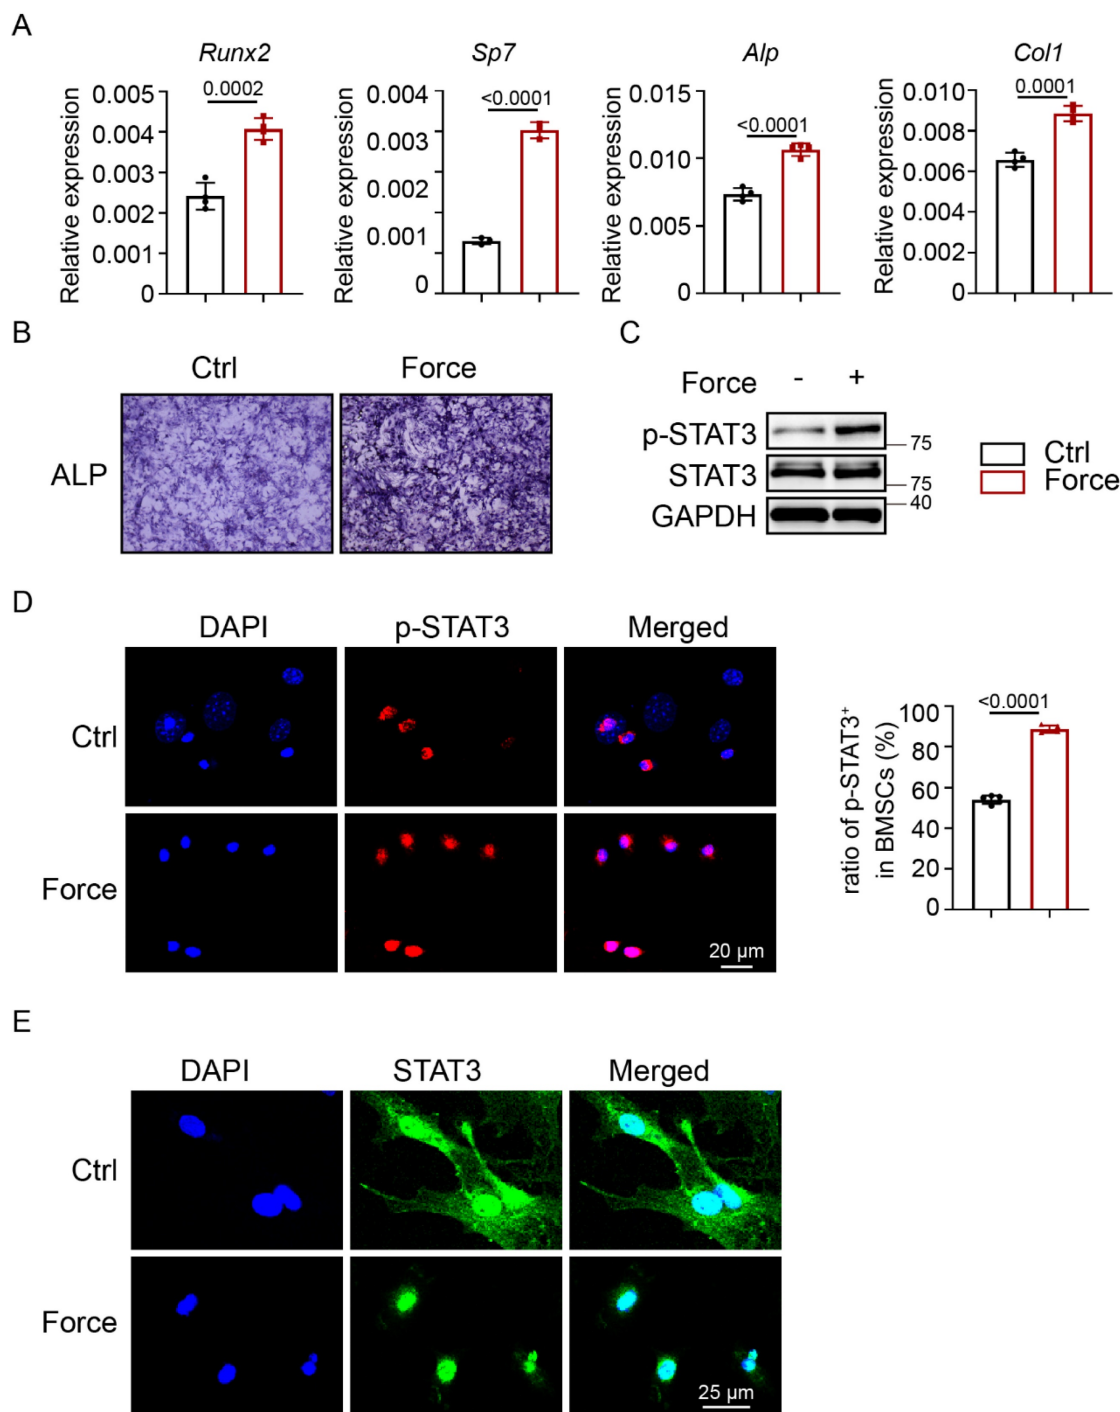 A
Runx2
Sp7
Alp
Col1
Relative expression
0.005
0.004
0.003
0.002
0.001
0
0.0002
Relative expression
0.004
0.003
0.002
0.001
0
<0.0001
Relative expression
0.015
0.010
0.005
0
<0.0001
Relative expression
0.010
0.008
0.006
0.004
0.002
0
0.0001
B
Ctrl
Force
ALP
C
Force - +
p-STAT3
75
STAT3
75
GAPDH
40
Ctrl
Force
D
DAPI
p-STAT3
Merged
Ctrl
Force
20 µm
ratio of p-STAT3+
in BMSCs (%)
100
80
60
40
20
0
<0.0001
E
DAPI
STAT3
Merged
Ctrl
Force
25 µm